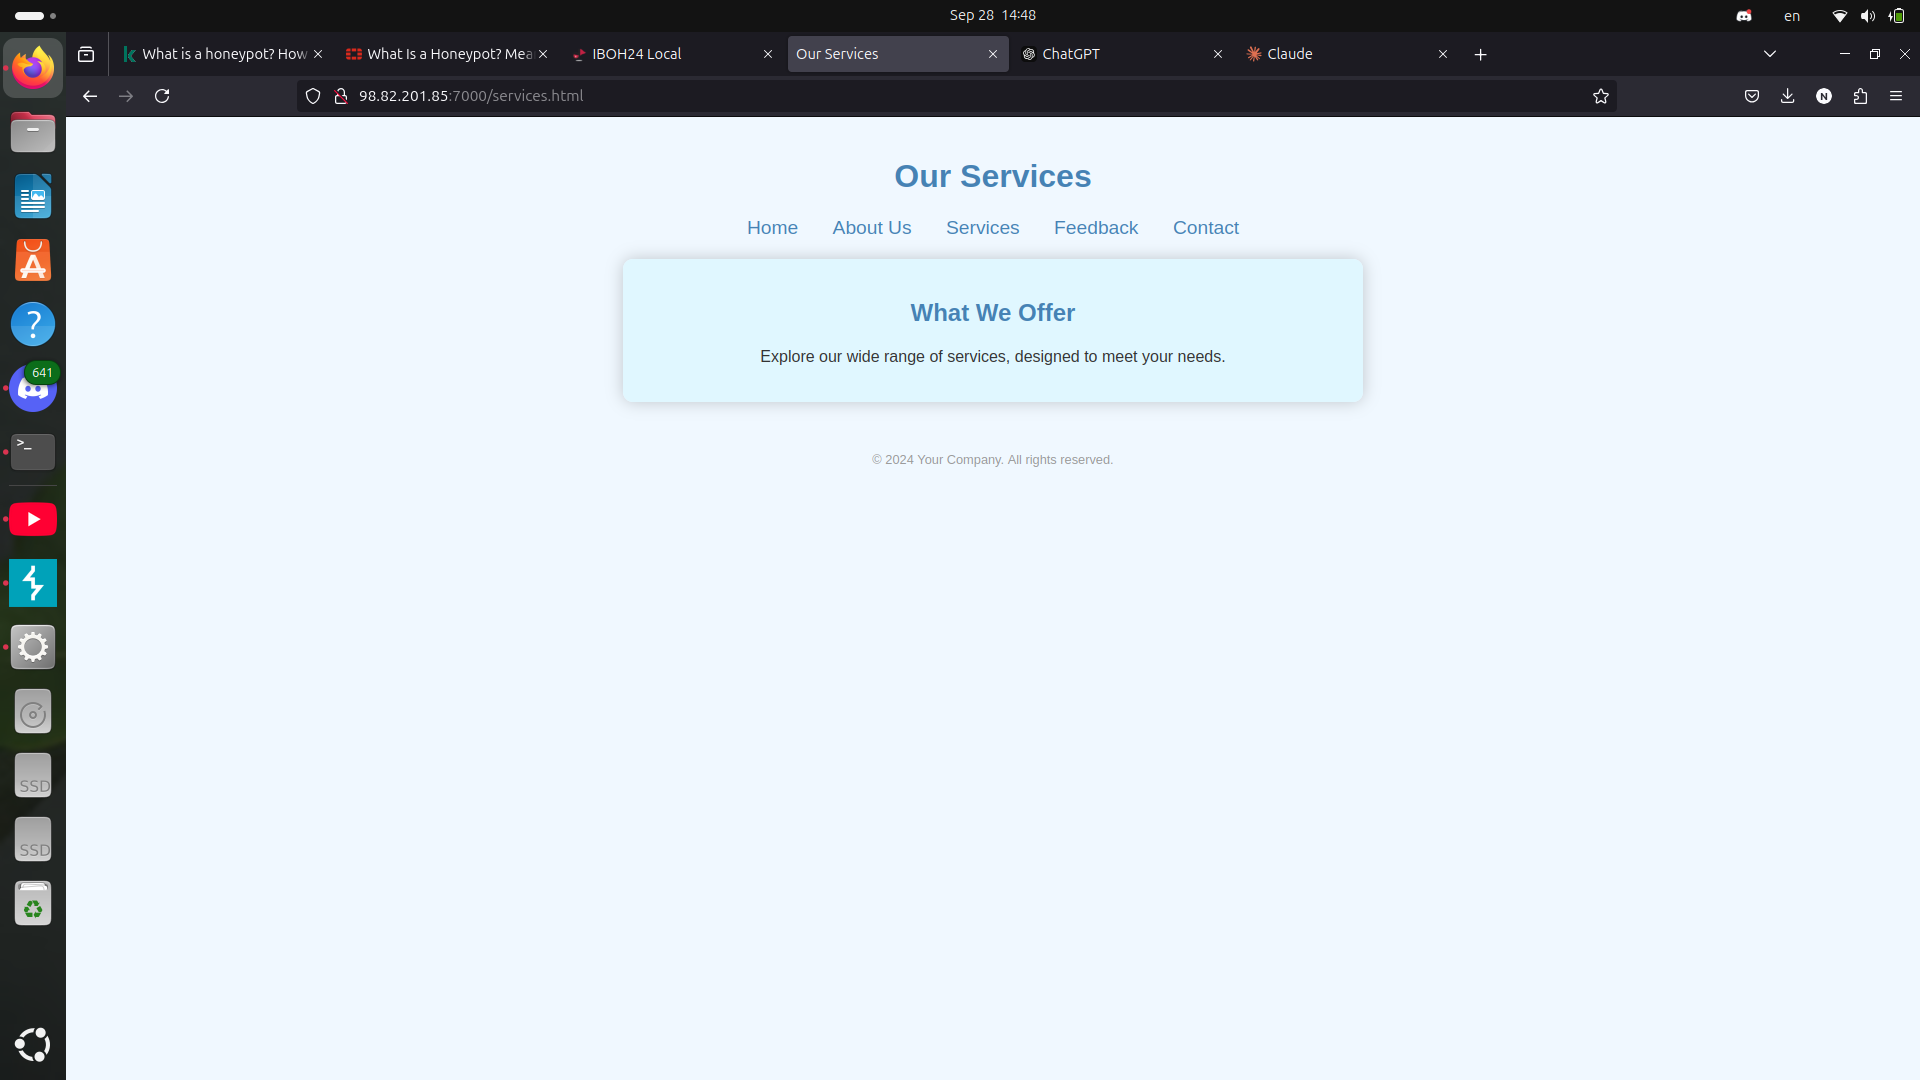 Sep 28 14:48
en
What is a honeypot? How
What Is a Honeypot? Mea
IBOH24 Local
Our Services
ChatGPT
Claude
98.82.201.85:7000/services.html
N
641
>_
?
SSD
SSD
Our Services
Home About Us Services Feedback Contact
What We Offer
Explore our wide range of services, designed to meet your needs.
© 2024 Your Company. All rights reserved.